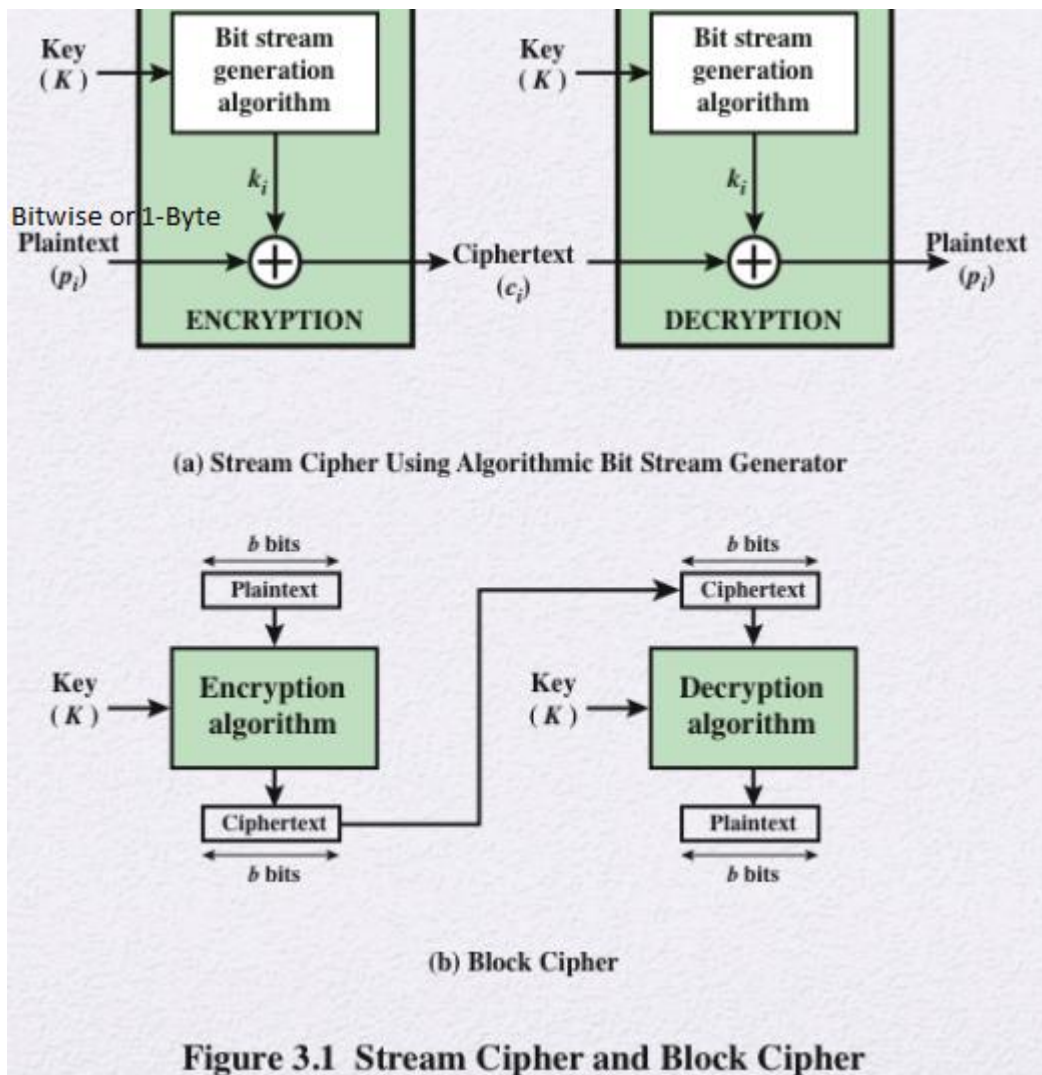 Key
(K)
Bit stream
generation
algorithm
k_i
Bitwise or 1-Byte
Plaintext
(p_i)
ENCRYPTION
Ciphertext
(c_i)
Key
(K)
Bit stream
generation
algorithm
k_i
Plaintext
(p_i)
DECRYPTION
(a) Stream Cipher Using Algorithmic Bit Stream Generator
b bits
Plaintext
Key
(K)
Encryption
algorithm
Ciphertext
b bits
b bits
Ciphertext
Key
(K)
Decryption
algorithm
Plaintext
b bits
(b) Block Cipher
Figure 3.1 Stream Cipher and Block Cipher